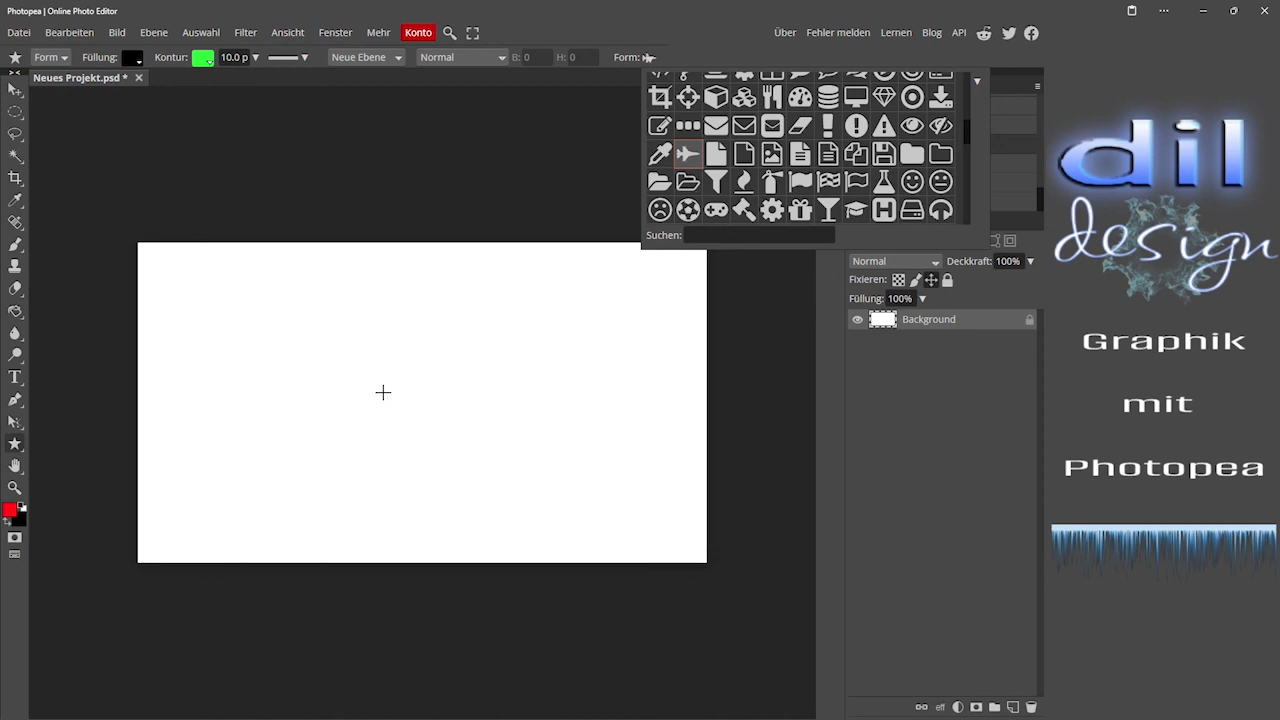 Photopea | Online Photo Editor
Datei Bearbeiten Bild Ebene Auswahl Filter Ansicht Fenster Mehr Konto Über Fehler melden Lernen Blog API
Form Füllung: Kontur: 10.0 p Neue Ebene Normal B: 0 H: 0 Form:
Neues Projekt.psd *
Suchen:
Normal Deckkraft: 100%
Fixieren:
Füllung: 100%
Background
eff
dil
design
Graphik
mit
Photopea